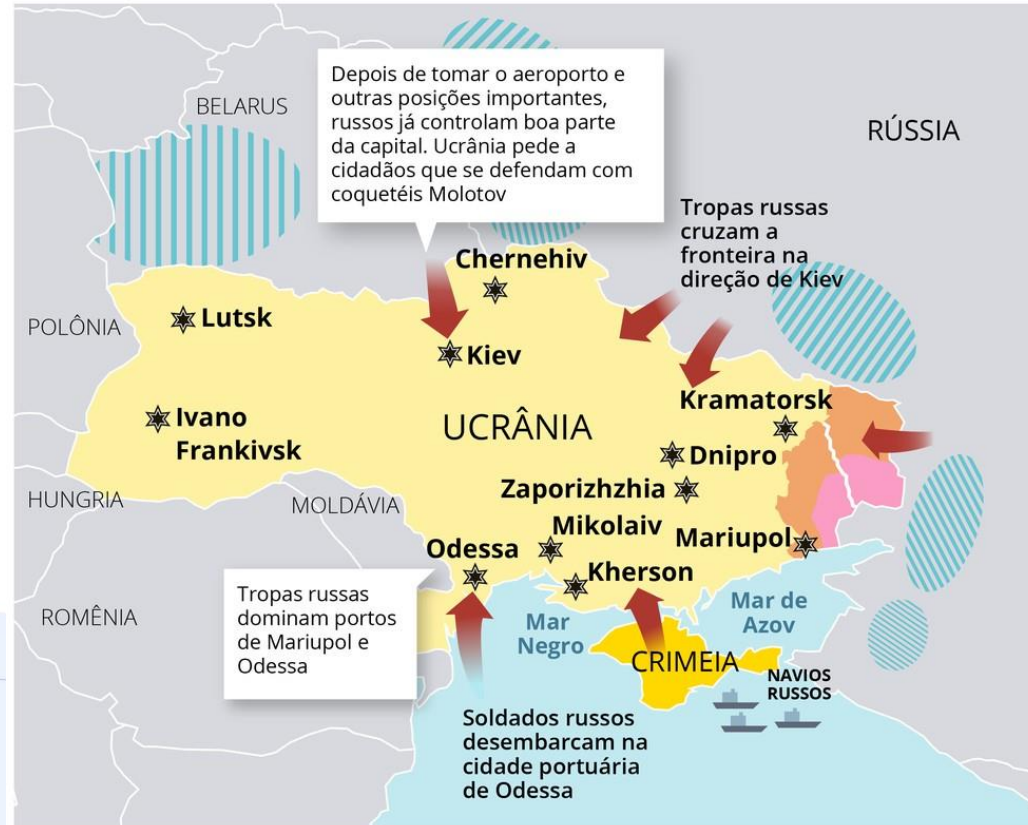 BELARUS
Depois de tomar o aeroporto e
outras posições importantes,
russos já controlam boa parte
da capital. Ucrânia pede a
cidadãos que se defendam com
coquetéis Molotov
RÚSSIA
Tropas russas
cruzam a
fronteira na
direção de Kiev
Chernehiv
POLÔNIA
Lutsk
Kiev
Kramatorsk
Ivano
Frankivsk
UCRÂNIA
Dnipro
HUNGRIA
MOLDÁVIA
Zaporizhzhia
Mikolaiv
Mariupol
Odessa
Kherson
Tropas russas
dominam portos
de Mariupol e
Odessa
ROMÊNIA
Mar
Negro
Mar de
Azov
CRIMEIA
NAVIOS
RUSSOS
Soldados russos
desembarcam na
cidade portuária
de Odessa